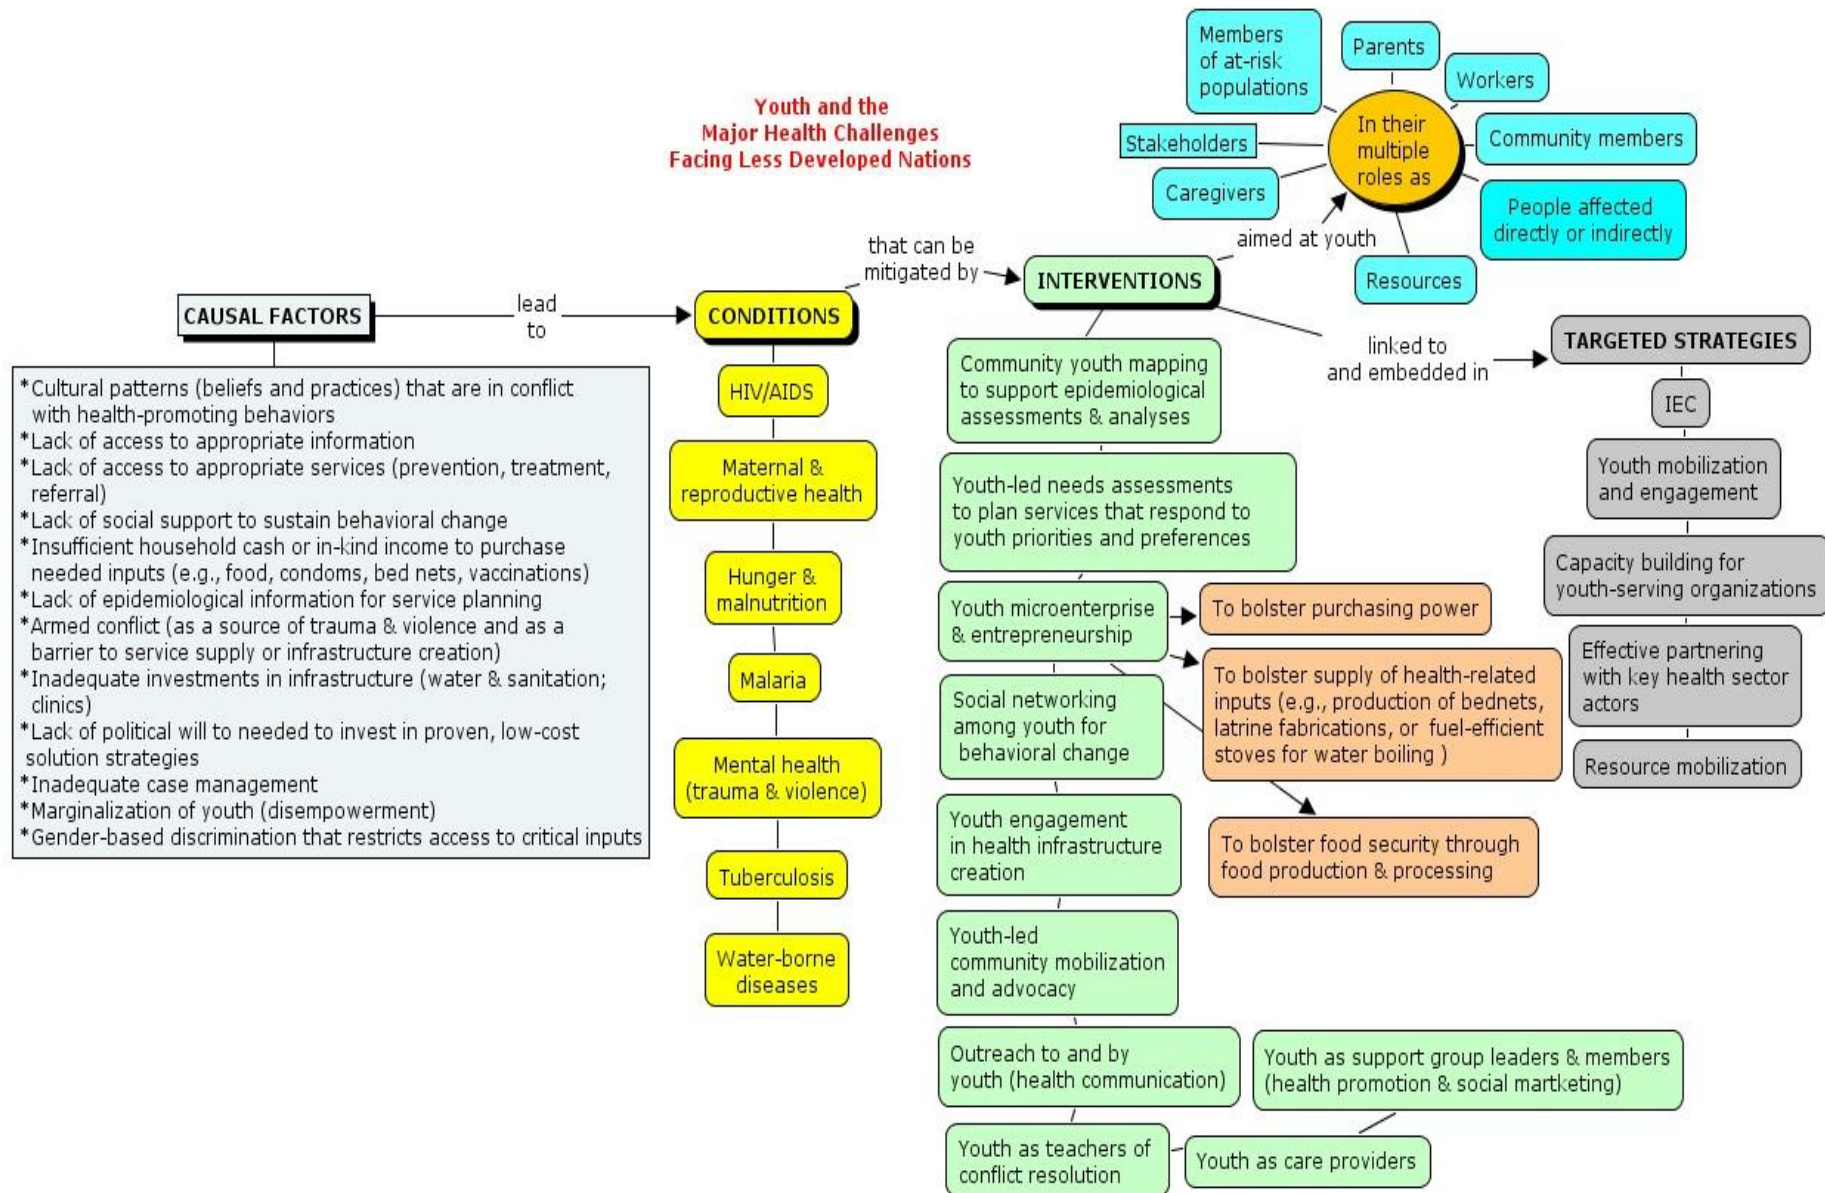 Youth and the
Major Health Challenges
Facing Less Developed Nations
CAUSAL FACTORS
*Cultural patterns (beliefs and practices) that are in conflict
with health-promoting behaviors
*Lack of access to appropriate information
*Lack of access to appropriate services (prevention, treatment,
referral)
*Lack of social support to sustain behavioral change
*Insufficient household cash or in-kind income to purchase
needed inputs (e.g., food, condoms, bed nets, vaccinations)
*Lack of epidemiological information for service planning
*Armed conflict (as a source of trauma & violence and as a
barrier to service supply or infrastructure creation)
*Inadequate investments in infrastructure (water & sanitation;
clinics)
*Lack of political will to needed to invest in proven, low-cost
solution strategies
*Inadequate case management
*Marginalization of youth (disempowerment)
*Gender-based discrimination that restricts access to critical inputs
lead
to
CONDITIONS
HIV/AIDS
Maternal &
reproductive health
Hunger &
malnutrition
Malaria
Mental health
(trauma & violence)
Tuberculosis
Water-borne
diseases
that can be
mitigated by
INTERVENTIONS
Community youth mapping
to support epidemiological
assessments & analyses
Youth-led needs assessments
to plan services that respond to
youth priorities and preferences
Youth microenterprise
& entrepreneurship
To bolster purchasing power
To bolster supply of health-related
inputs (e.g., production of bednets,
latrine fabrications, or fuel-efficient
stoves for water boiling )
To bolster food security through
food production & processing
Social networking
among youth for
behavioral change
Youth engagement
in health infrastructure
creation
Youth-led
community mobilization
and advocacy
Outreach to and by
youth (health communication)
Youth as teachers of
conflict resolution
Youth as care providers
Youth as support group leaders & members
(health promotion & social martketing)
aimed at youth
In their
multiple
roles as
Members
of at-risk
populations
Parents
Workers
Stakeholders
Community members
Caregivers
People affected
directly or indirectly
Resources
linked to
and embedded in
TARGETED STRATEGIES
IEC
Youth mobilization
and engagement
Capacity building for
youth-serving organizations
Effective partnering
with key health sector
actors
Resource mobilization